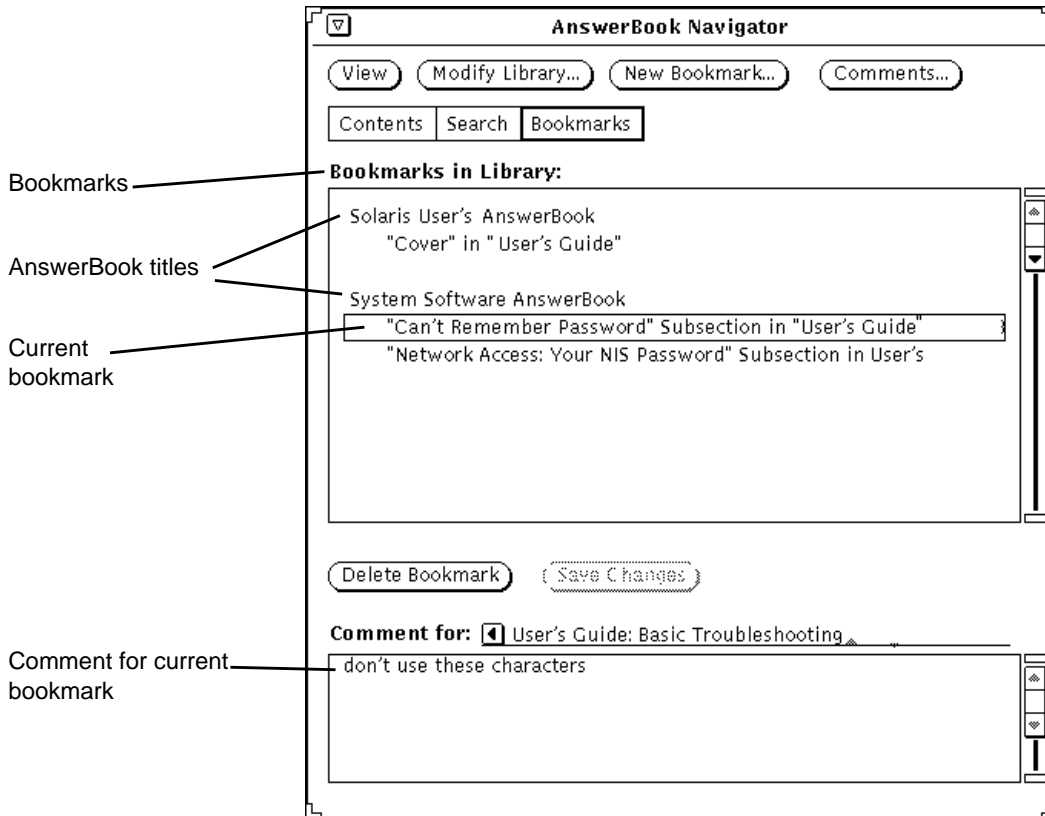 AnswerBook Navigator
View Modify Library... New Bookmark... Comments...
Contents Search Bookmarks
Bookmarks
Bookmarks in Library:
Solaris User's AnswerBook
"Cover" in " User's Guide"
AnswerBook titles
System Software AnswerBook
"Can't Remember Password" Subsection in "User's Guide"
Current
bookmark
"Network Access: Your NIS Password" Subsection in User's
Delete Bookmark Save Changes
Comment for: User's Guide: Basic Troubleshooting
Comment for current
bookmark
don't use these characters